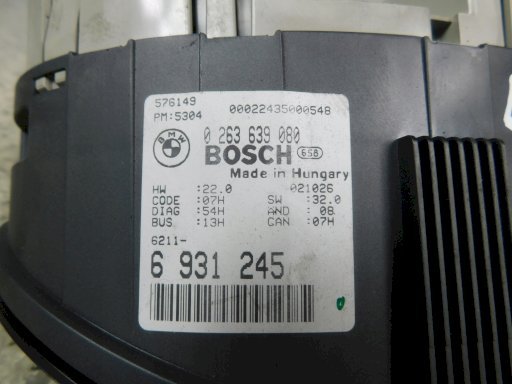 576149
PM:5304 00022435000548
BMW 0 263 639 080
BOSCH 658
Made in Hungary
HW :22.0 021026
CODE :07H SW :32.0
DIAG :54H AND : 08
BUS :13H CAN :07H
6211-
6 931 245